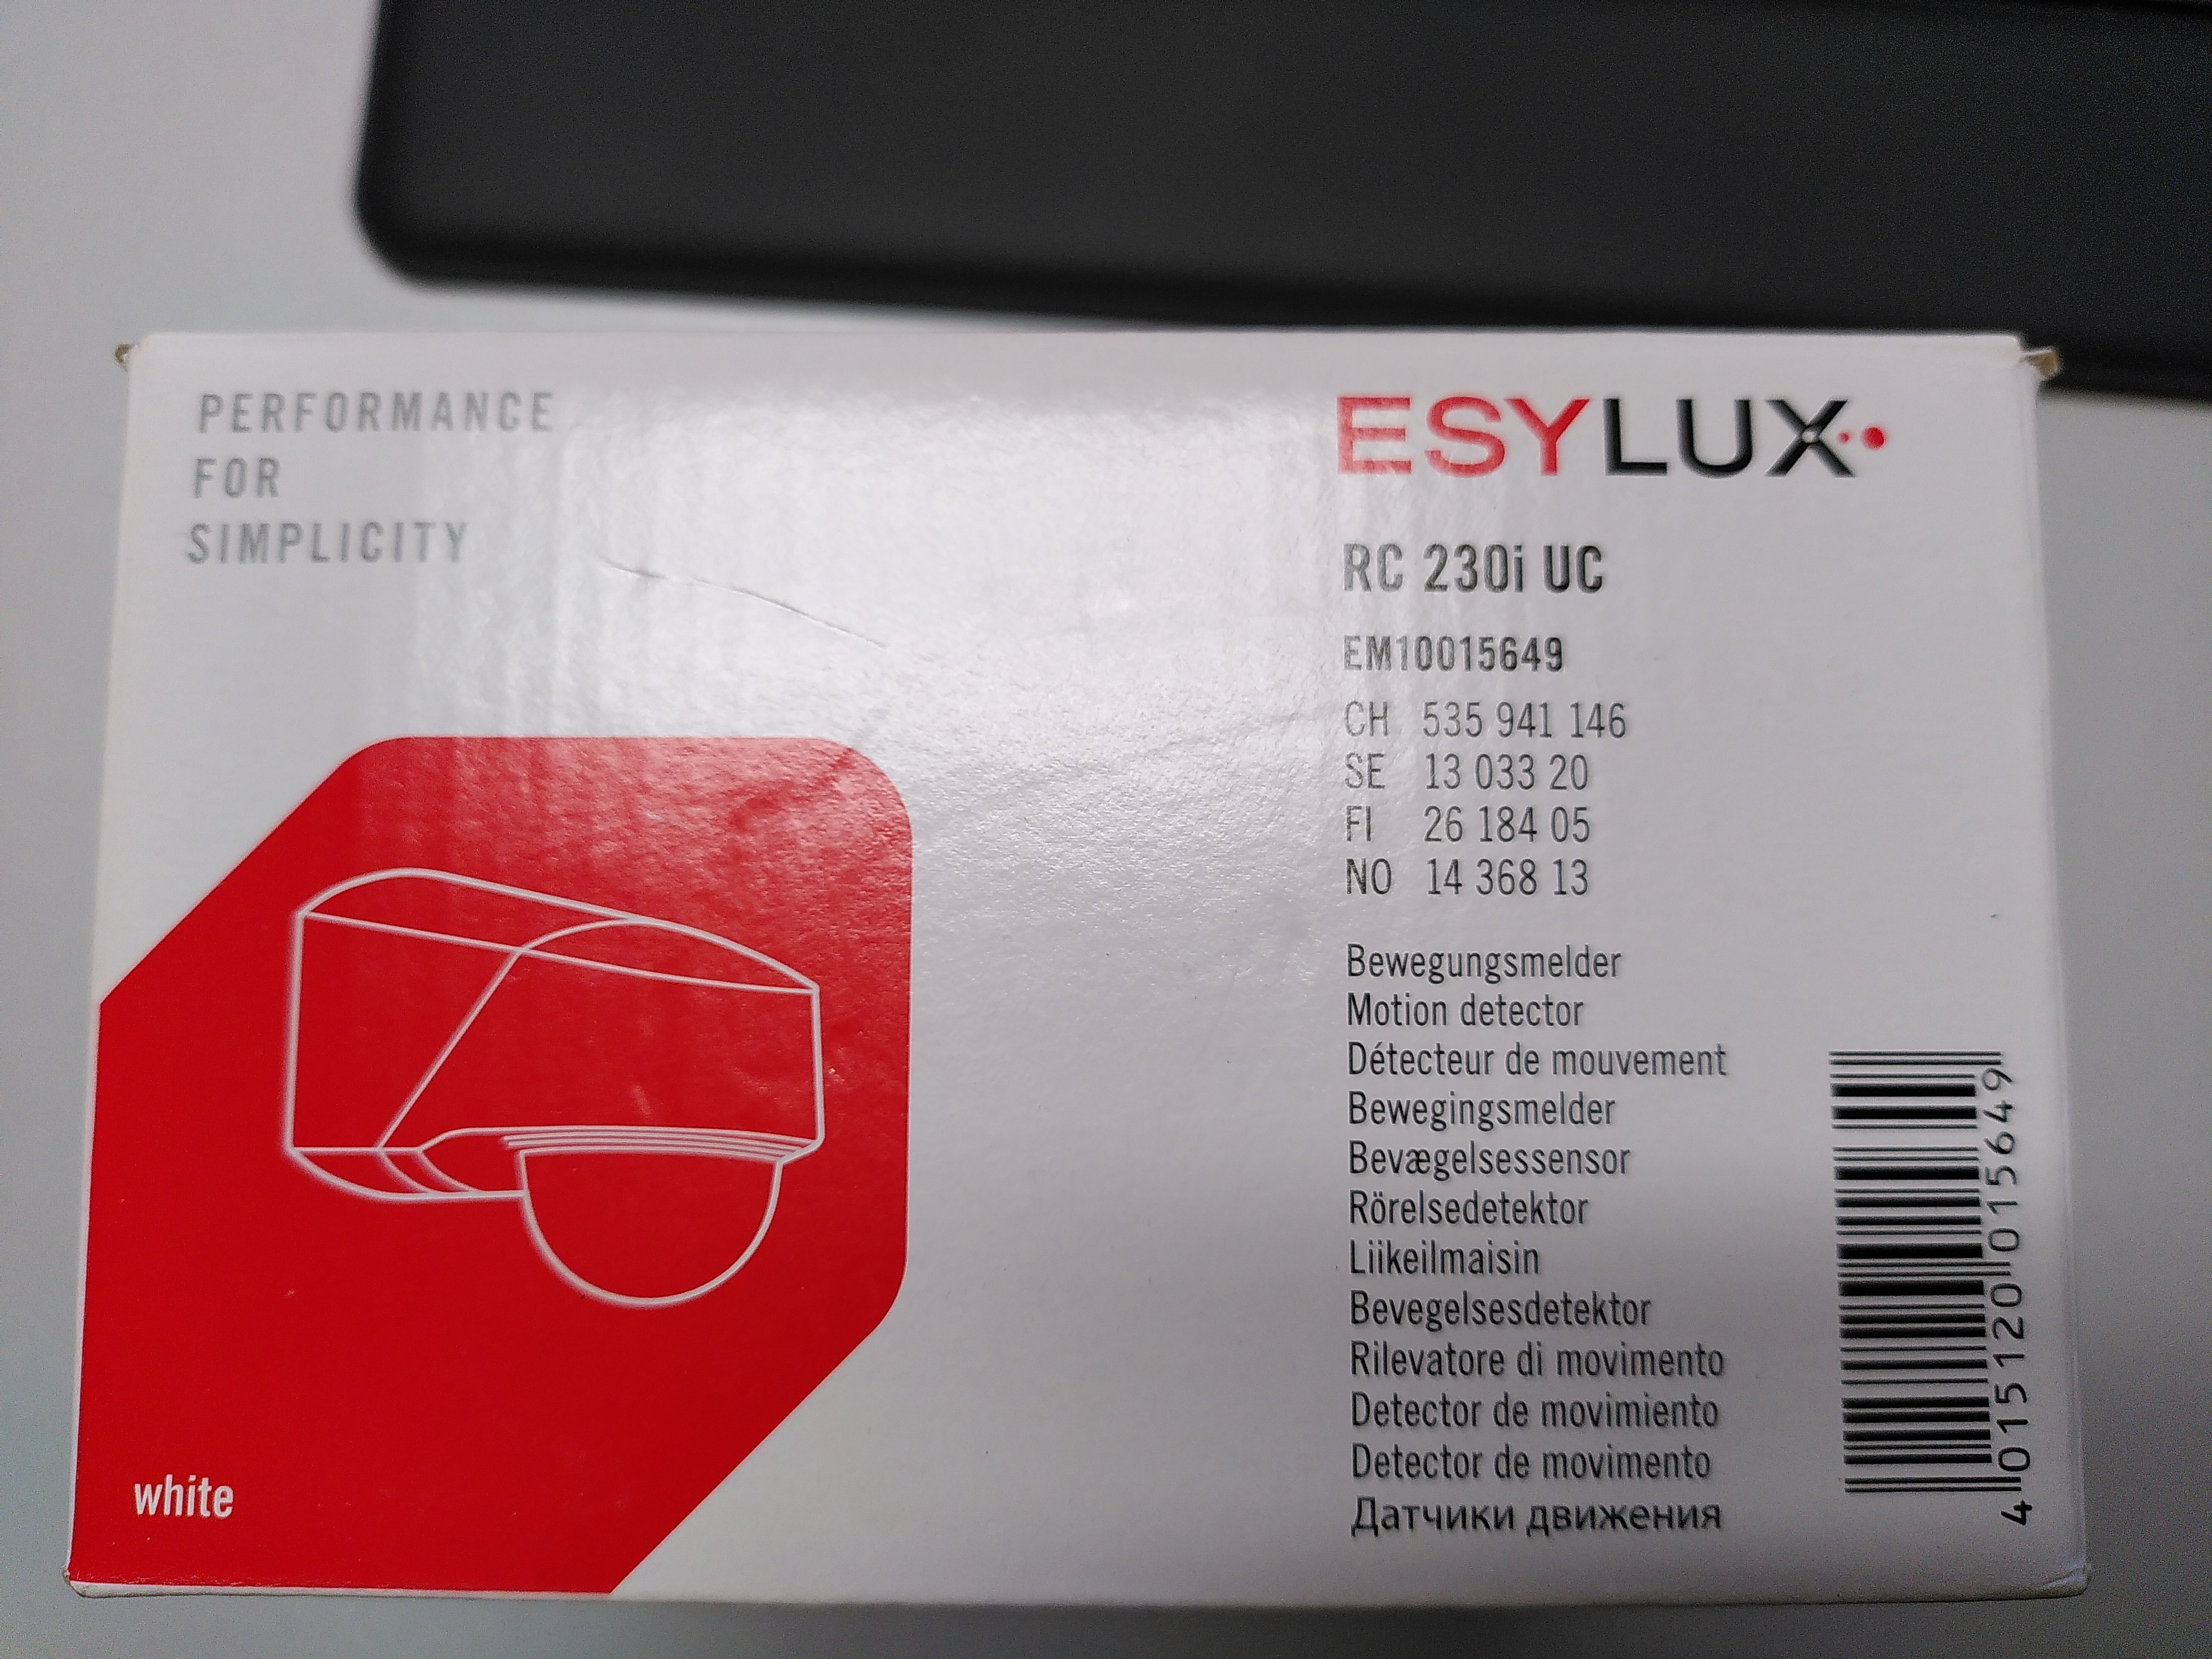 PERFORMANCE
FOR
SIMPLICITY
white
ESYLUX
RC 230i UC
EM10015649
CH 535 941 146
SE 13 033 20
FI 26 184 05
NO 14 368 13
Bewegungsmelder
Motion detector
Détecteur de mouvement
Bewegingsmelder
Bevægelsessensor
Rörelsedetektor
Liikeilmaisin
Bevegelsesdetektor
Rilevatore di movimento
Detector de movimiento
Detector de movimento
Датчики движения
4 015120 015649